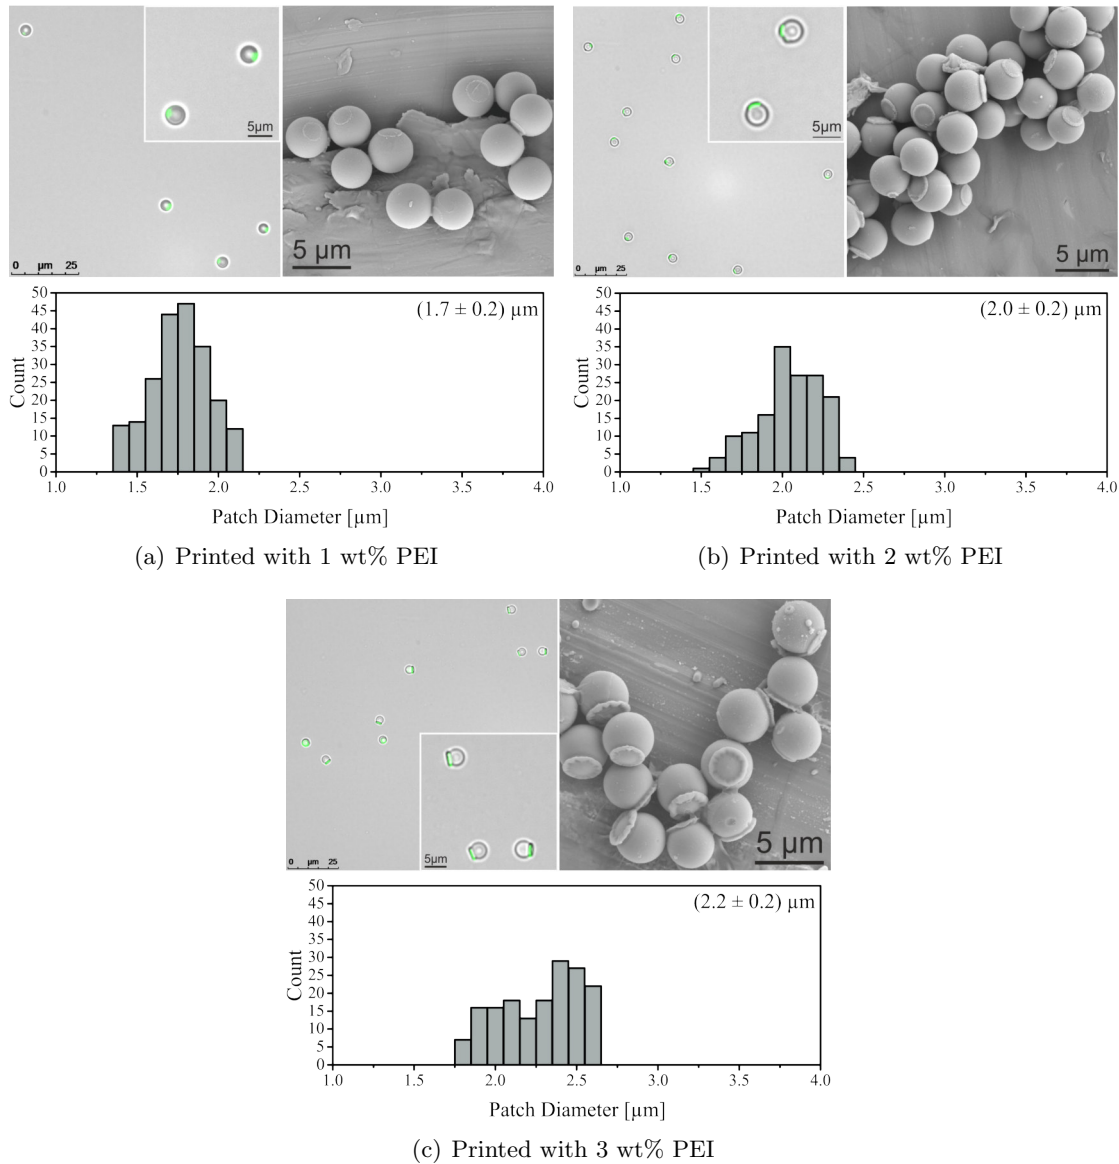 5µm
0 µm 25
5 µm
5µm
0 µm 25
5 µm
(1.7 ± 0.2) µm
50
45
40
35
30
25
20
15
10
5
0
Count
1.0 1.5 2.0 2.5 3.0 3.5 4.0
Patch Diameter [µm]
(a) Printed with 1 wt% PEI
(2.0 ± 0.2) µm
50
45
40
35
30
25
20
15
10
5
0
Count
1.0 1.5 2.0 2.5 3.0 3.5 4.0
Patch Diameter [µm]
(b) Printed with 2 wt% PEI
0 µm 25
5µm
5 µm
(2.2 ± 0.2) µm
50
45
40
35
30
25
20
15
10
5
0
Count
1.0 1.5 2.0 2.5 3.0 3.5 4.0
Patch Diameter [µm]
(c) Printed with 3 wt% PEI